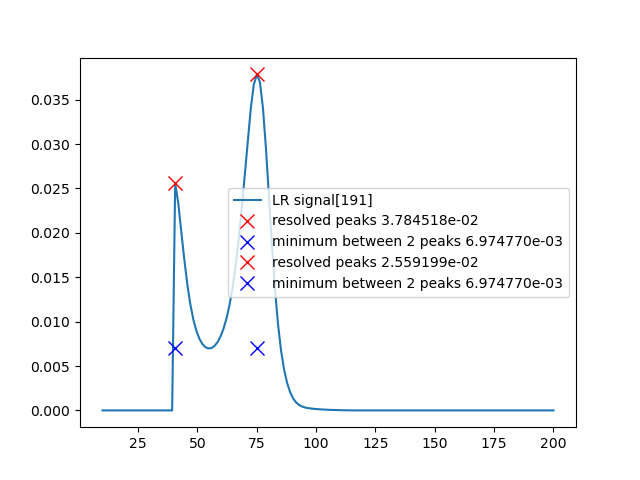 0.035
0.030
0.025
0.020
0.015
0.010
0.005
0.000
LR signal[191]
resolved peaks 3.784518e-02
minimum between 2 peaks 6.974770e-03
resolved peaks 2.559199e-02
minimum between 2 peaks 6.974770e-03
25 50 75 100 125 150 175 200